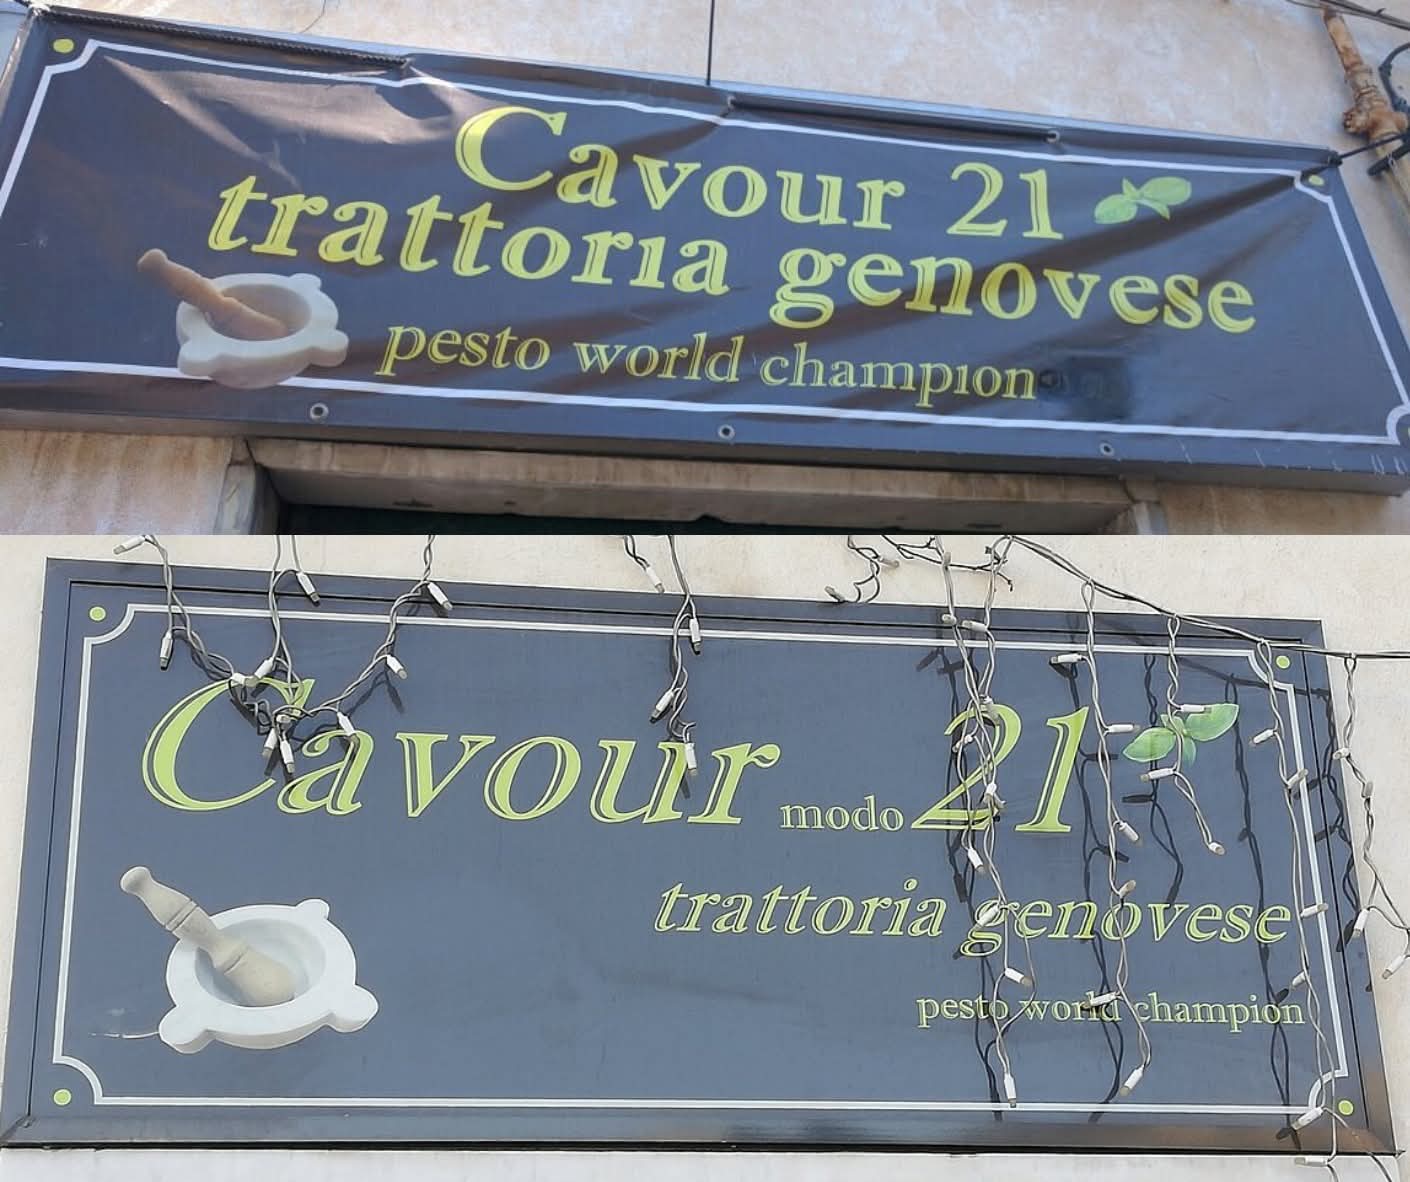 Cavour 21
trattoria genovese
pesto world champion
Cavour modo 21
trattoria genovese
pesto world champion